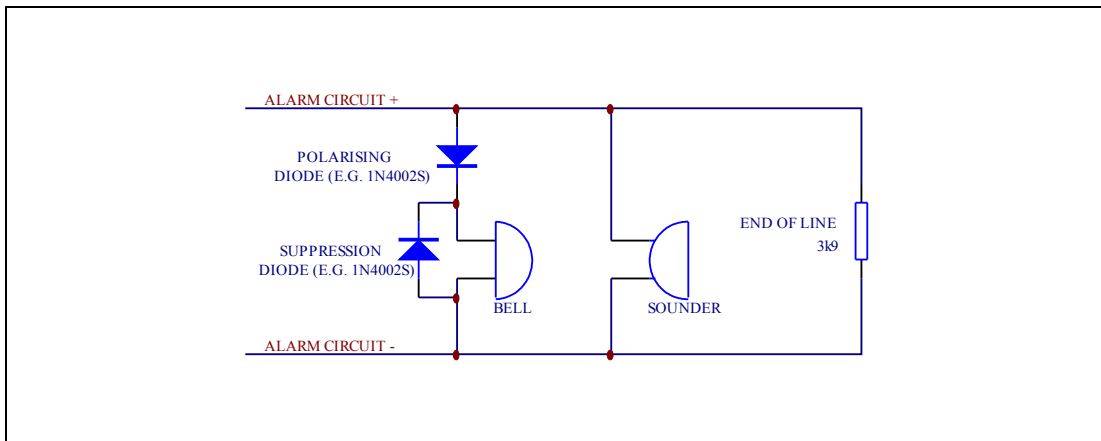 ALARM CIRCUIT +
POLARISING
DIODE (E.G. 1N4002S)
SUPPRESSION
DIODE (E.G. 1N4002S)
BELL
SOUNDER
END OF LINE
3k9
ALARM CIRCUIT -